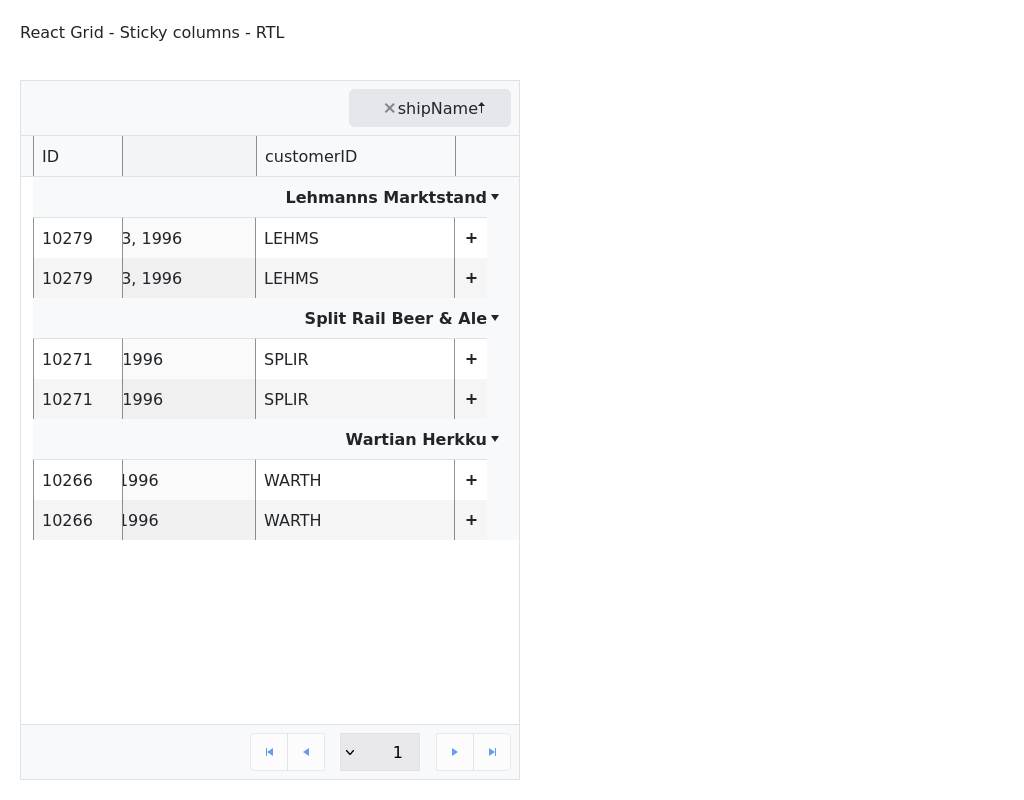 React Grid - Sticky columns - RTL
shipName
ID customerID
Lehmanns Marktstand
10279 3, 1996 LEHMS +
10279 3, 1996 LEHMS +
Split Rail Beer & Ale
10271 1996 SPLIR +
10271 1996 SPLIR +
Wartian Herkku
10266 1996 WARTH +
10266 1996 WARTH +
1